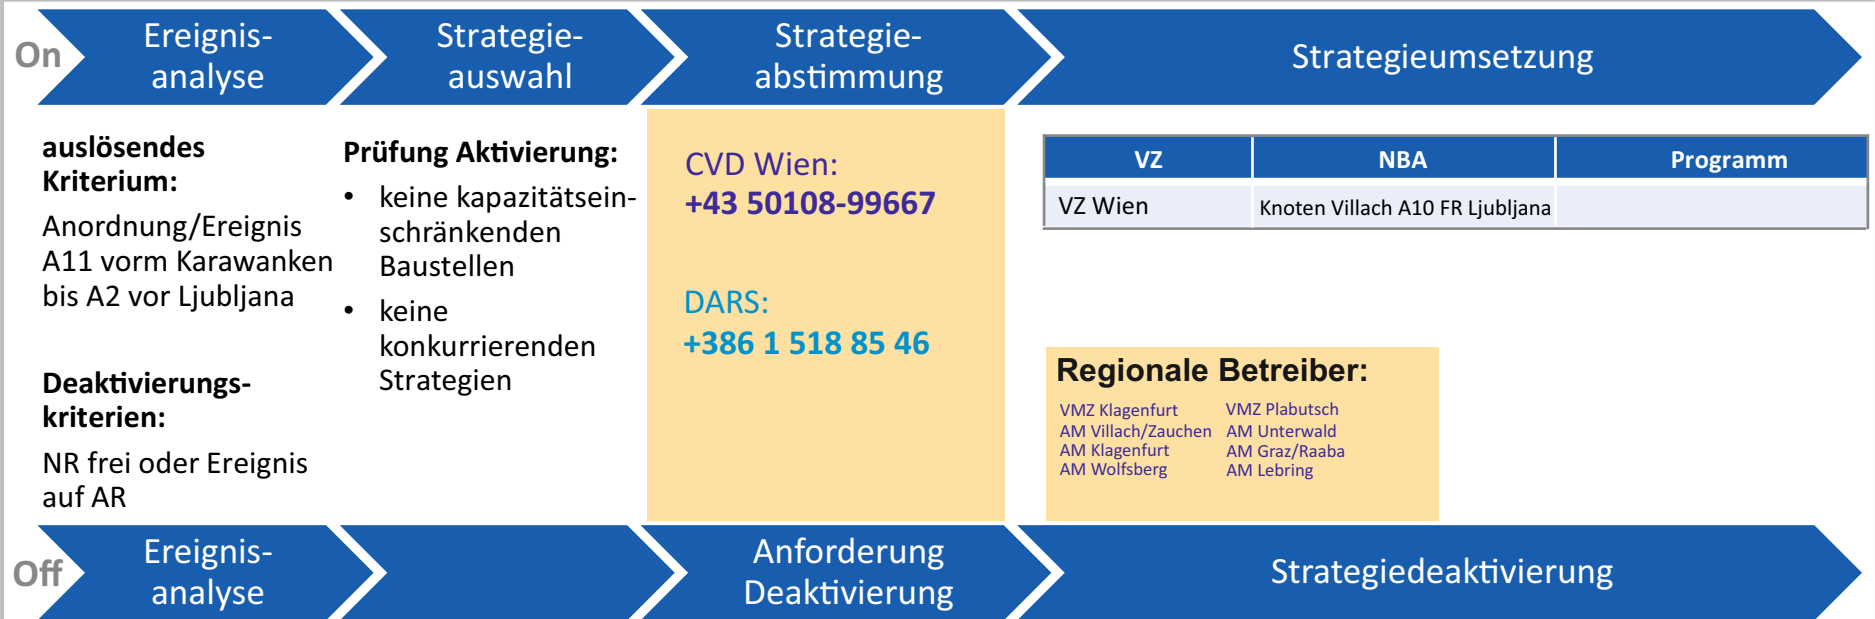 On
Ereignis-
analyse
Strategie-
auswahl
Strategie-
abstimmung
Strategieumsetzung
auslösendes
Kriterium:
Anordnung/Ereignis
A11 vorm Karawanken
bis A2 vor Ljubljana
Deaktivierungs-
kriterien:
NR frei oder Ereignis
auf AR
Prüfung Aktivierung:
• keine kapazitätsein-
schränkenden
Baustellen
• keine
konkurrierenden
Strategien
CVD Wien:
+43 50108-99667
DARS:
+386 1 518 85 46
VZ NBA Programm
VZ Wien Knoten Villach A10 FR Ljubljana
Regionale Betreiber:
VMZ Klagenfurt
AM Villach/Zauchen
AM Klagenfurt
AM Wolfsberg
VMZ Plabutsch
AM Unterwald
AM Graz/Raaba
AM Lebring
Off
Ereignis-
analyse
Anforderung
Deaktivierung
Strategiedeaktivierung